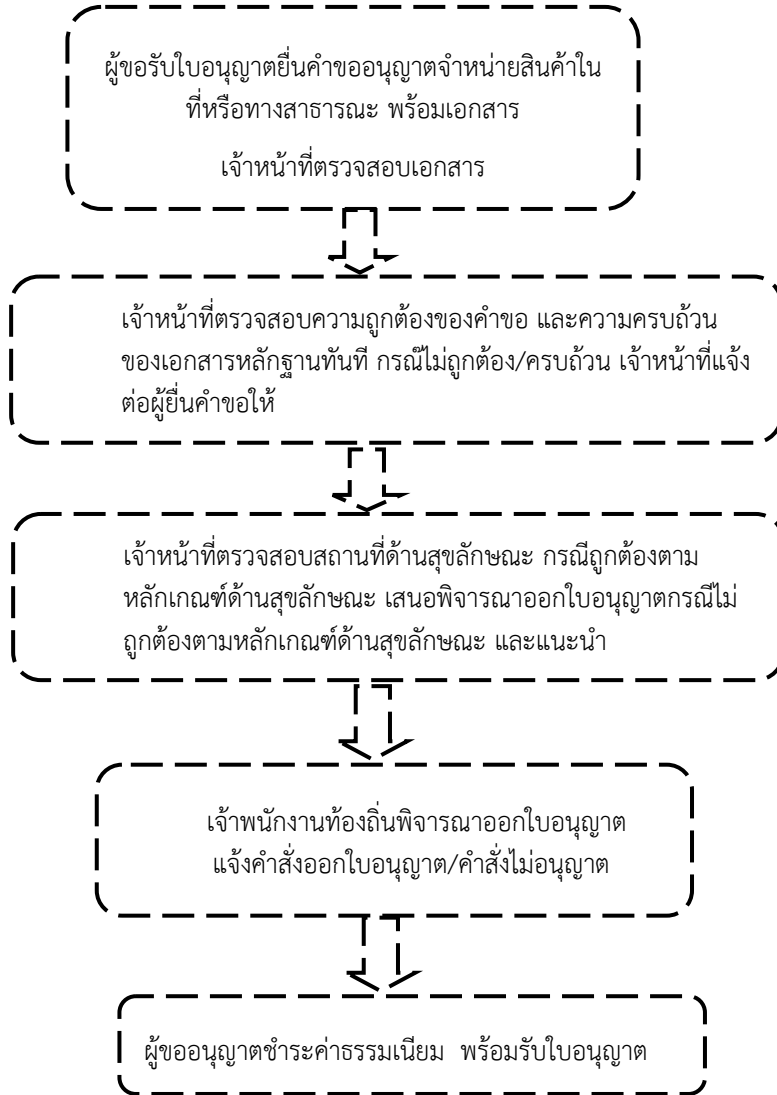 ผู้ขอรับใบอนุญาตยื่นคำขออนุญาตจำหน่ายสินค้าใน
ที่หรือทางสาธารณะ พร้อมเอกสาร
เจ้าหน้าที่ตรวจสอบเอกสาร
เจ้าหน้าที่ตรวจสอบความถูกต้องของคำขอ และความครบถ้วน
ของเอกสารหลักฐานทันที กรณีไม่ถูกต้อง/ครบถ้วน เจ้าหน้าที่แจ้ง
ต่อผู้ยื่นคำขอให้
เจ้าหน้าที่ตรวจสอบสถานที่ด้านสุขลักษณะ กรณีถูกต้องตาม
หลักเกณฑ์ด้านสุขลักษณะ เสนอพิจารณาออกใบอนุญาตกรณีไม่
ถูกต้องตามหลักเกณฑ์ด้านสุขลักษณะ และแนะนำ
เจ้าพนักงานท้องถิ่นพิจารณาออกใบอนุญาต
แจ้งคำสั่งออกใบอนุญาต/คำสั่งไม่อนุญาต
ผู้ขออนุญาตชำระค่าธรรมเนียม พร้อมรับใบอนุญาต